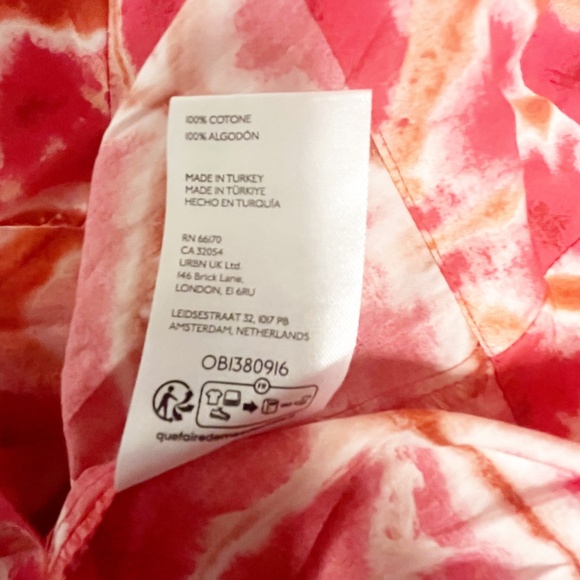 100% COTONE
100% ALGODÓN
MADE IN TURKEY
MADE IN TÜRKIYE
HECHO EN TURQUÍA
RN 66170
CA 32054
URBN UK Ltd.
146 Brick Lane,
LONDON, E1 6RU
LEIDSESTRAAT 32, 1017 PB
AMSTERDAM, NETHERLANDS
OB1380916
FR